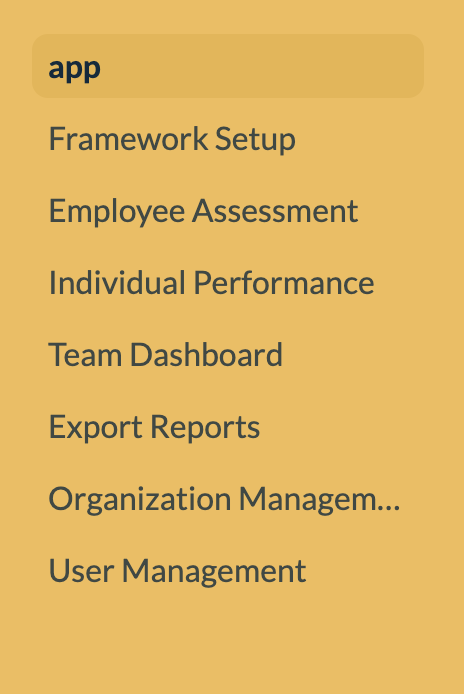 app
Framework Setup
Employee Assessment
Individual Performance
Team Dashboard
Export Reports
Organization Managem...
User Management